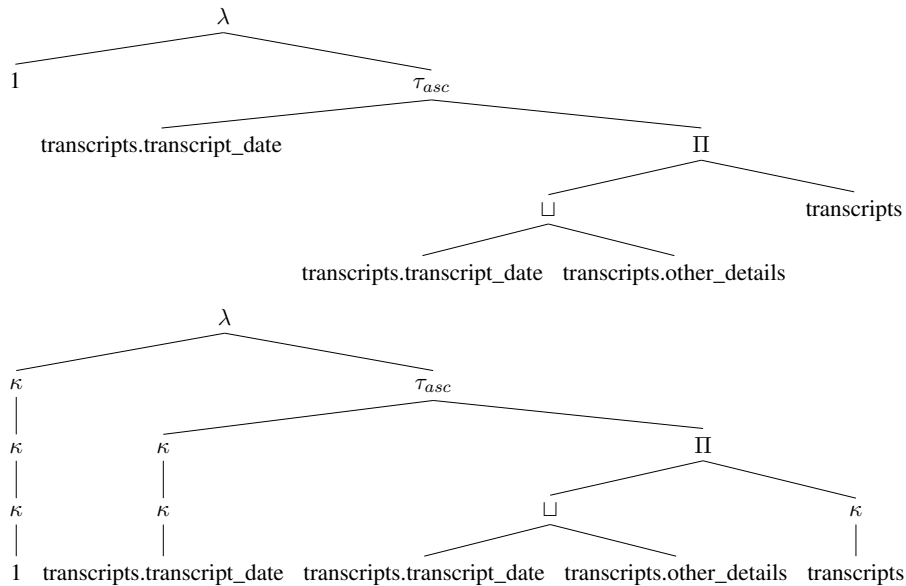 λ
1 τasc
transcripts.transcript_date Π
⊔ transcripts
transcripts.transcript_date transcripts.other_details
λ
κ τasc
κ κ Π
κ κ ⊔ κ
1 transcripts.transcript_date transcripts.transcript_date transcripts.other_details transcripts